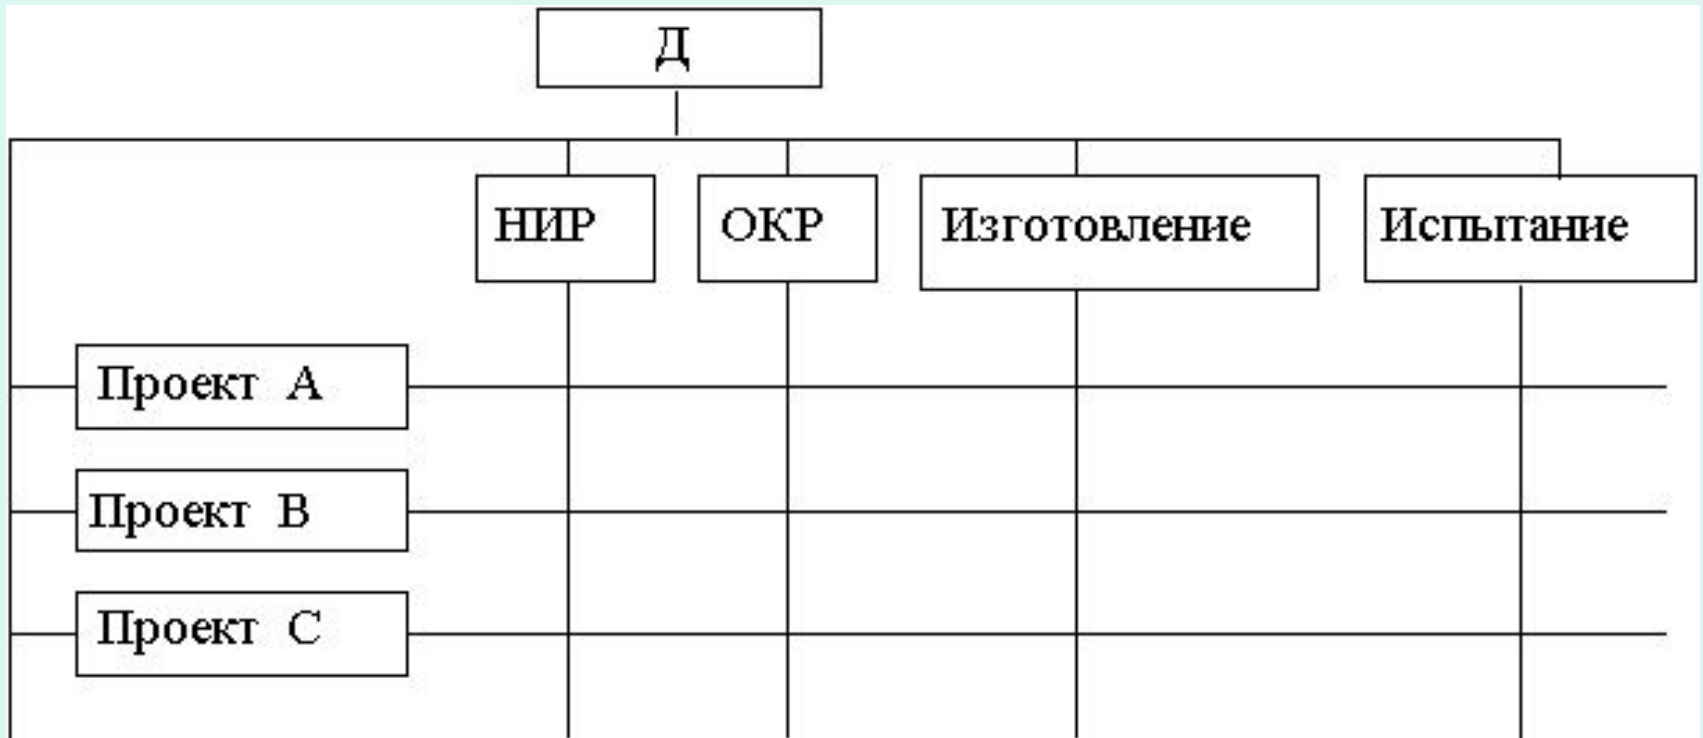 Д
НИР ОКР Изготовление Испытание
Проект А
Проект В
Проект С